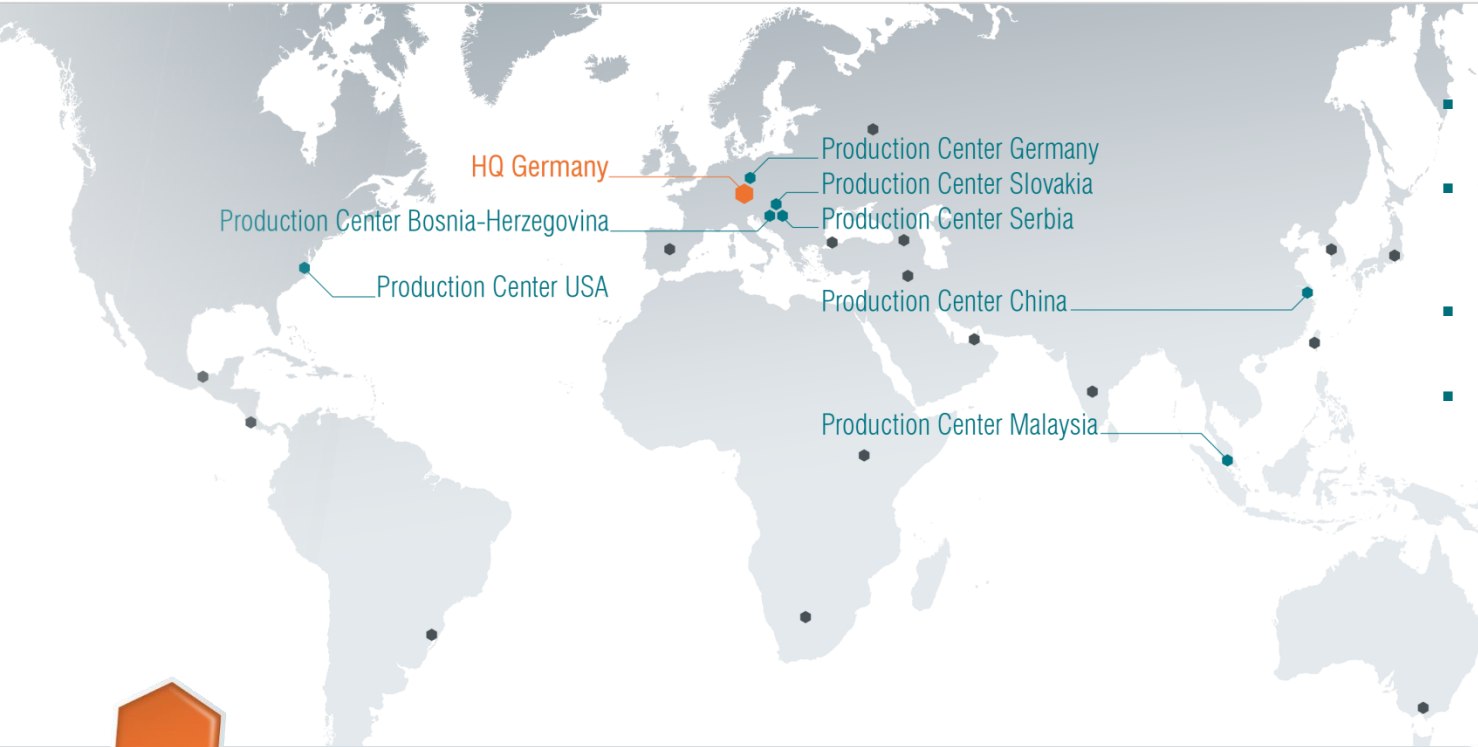 HQ Germany
Production Center Germany
Production Center Slovakia
Production Center Bosnia-Herzegovina
Production Center Serbia
Production Center USA
Production Center China
Production Center Malaysia